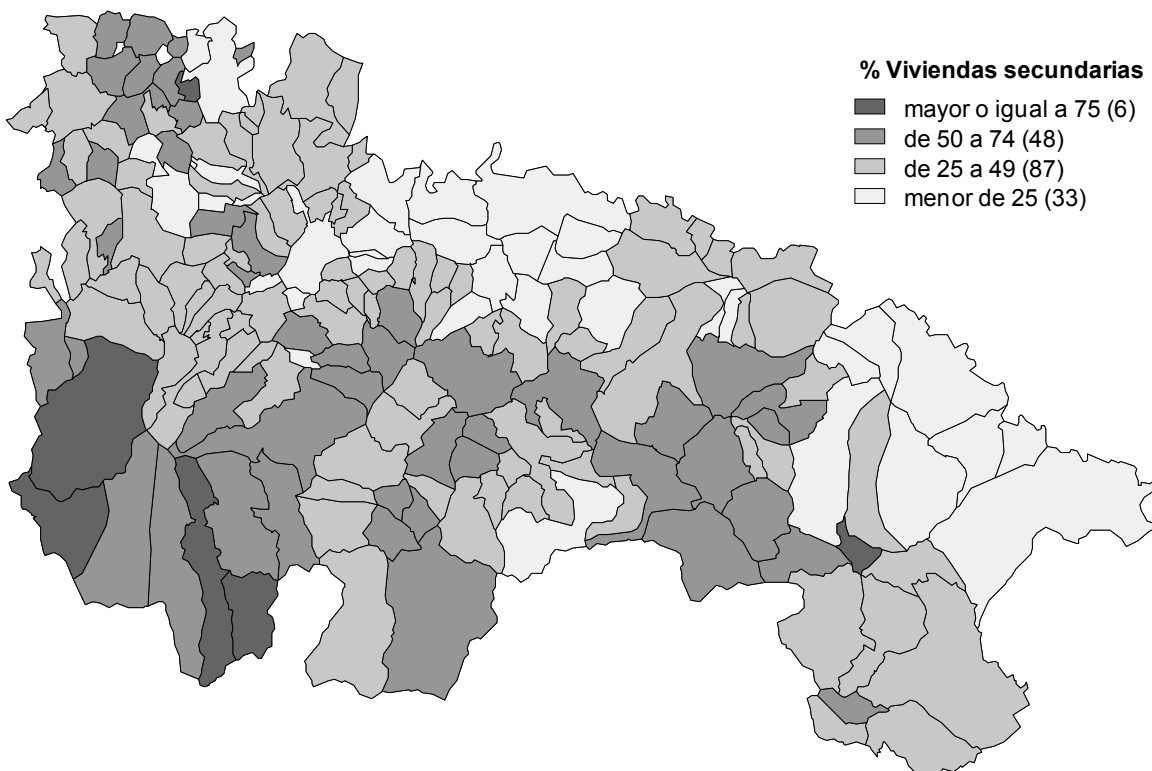 % Viviendas secundarias
mayor o igual a 75 (6)
de 50 a 74 (48)
de 25 a 49 (87)
menor de 25 (33)